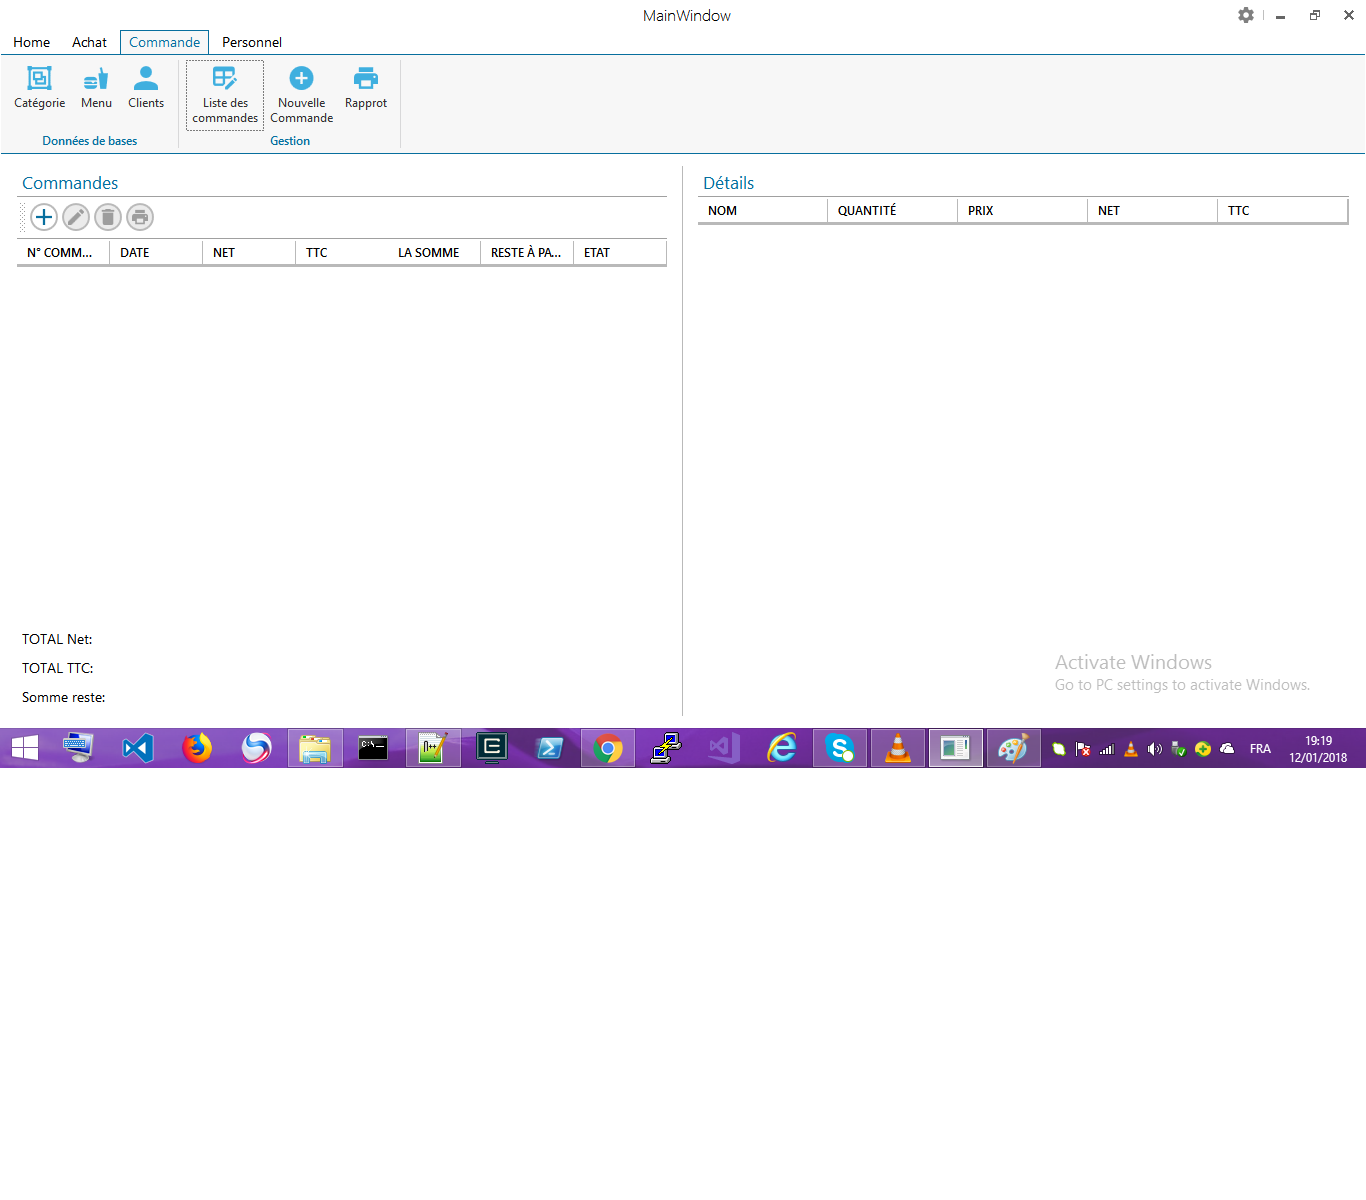 MainWindow
Home Achat Commande Personnel
Catégorie Menu Clients Liste des commandes Nouvelle Commande Rapprot
Données de bases Gestion
Commandes
N° COMM... DATE NET TTC LA SOMME RESTE À PA... ETAT
TOTAL Net:
TOTAL TTC:
Somme reste:
Détails
NOM QUANTITÉ PRIX NET TTC
Activate Windows
Go to PC settings to activate Windows.
FRA
19:19
12/01/2018